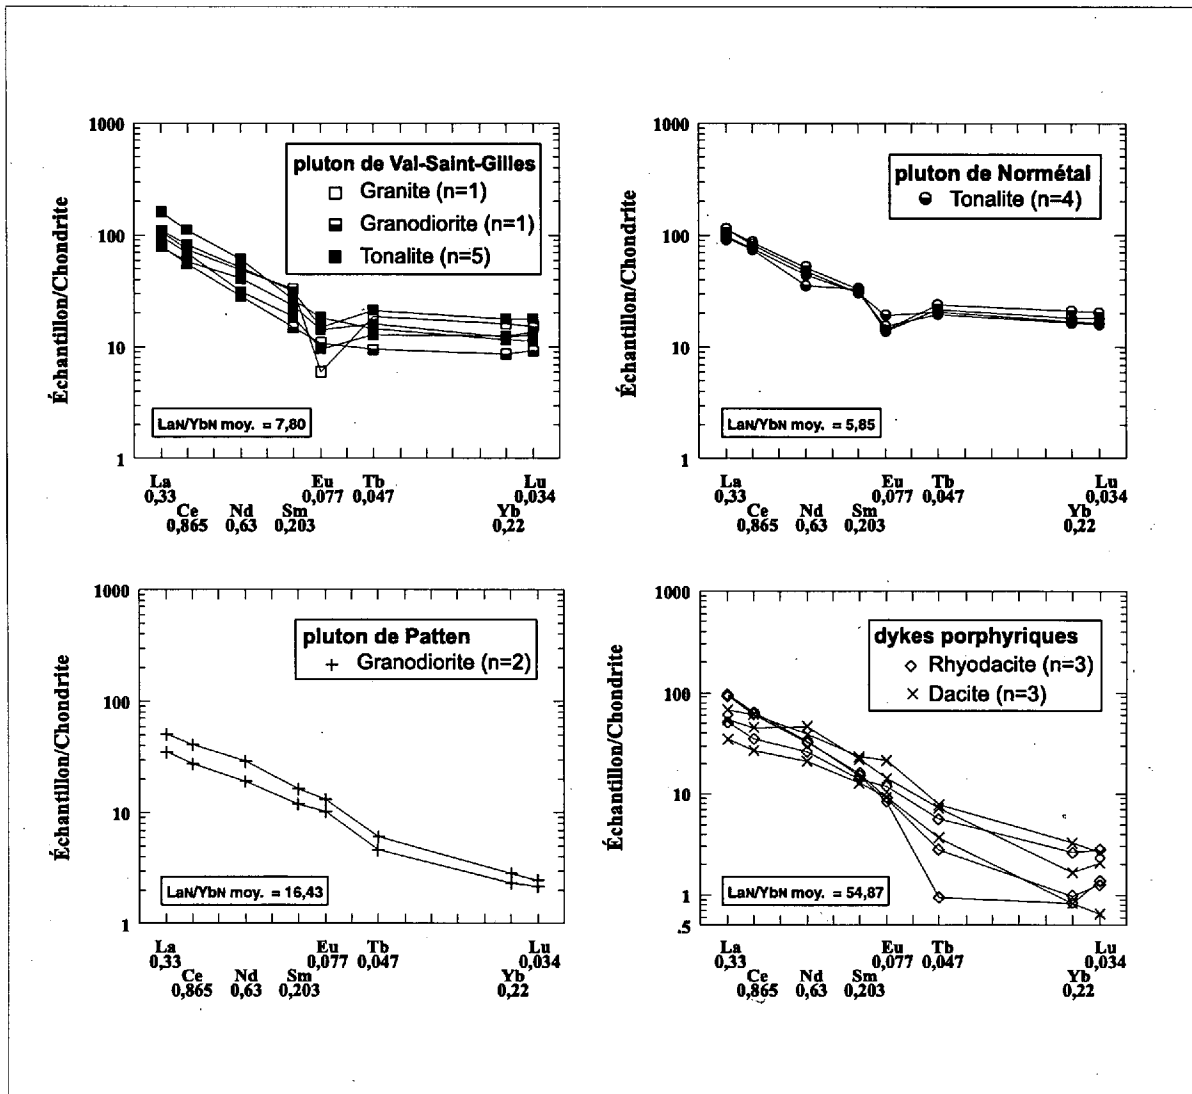 1000
100
10
1
Échantillon/Chondrite
pluton de Val-Saint-Gilles
Granite (n=1)
Granodiorite (n=1)
Tonalite (n=5)
LaN/YbN moy. = 7,80
La Eu Tb Lu
0,33 0,077 0,047 0,034
Ce Nd Sm Yb
0,865 0,63 0,203 0,22
1000
100
10
1
Échantillon/Chondrite
pluton de Normétal
Tonalite (n=4)
LaN/YbN moy. = 5,85
La Eu Tb Lu
0,33 0,077 0,047 0,034
Ce Nd Sm Yb
0,865 0,63 0,203 0,22
1000
100
10
1
Échantillon/Chondrite
pluton de Patten
Granodiorite (n=2)
LaN/YbN moy. = 16,43
La Eu Tb Lu
0,33 0,077 0,047 0,034
Ce Nd Sm Yb
0,865 0,63 0,203 0,22
1000
100
10
1
.5
Échantillon/Chondrite
dykes porphyriques
Rhyodacite (n=3)
Dacite (n=3)
LaN/YbN moy. = 54,87
La Eu Tb Lu
0,33 0,077 0,047 0,034
Ce Nd Sm Yb
0,865 0,63 0,203 0,22